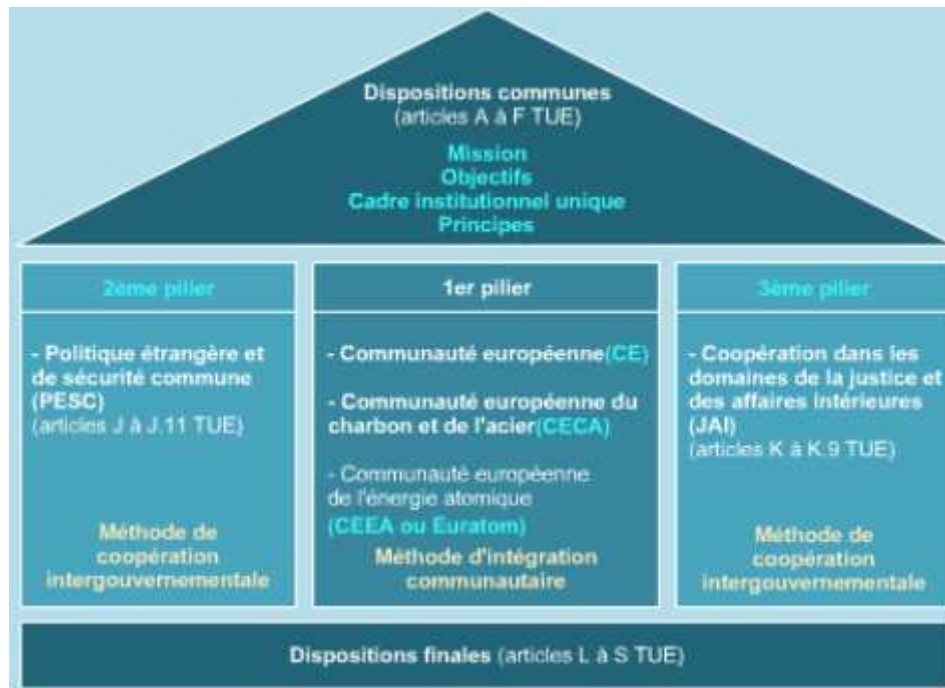 Dispositions communes
(articles A à F TUE)
Mission
Objectifs
Cadre institutionnel unique
Principes
2ème pilier
- Politique étrangère et
de sécurité commune
(PESC)
(articles J à J.11 TUE)
Méthode de
coopération
intergouvernementale
1er pilier
- Communauté européenne(CE)
- Communauté européenne du
charbon et de l'acier(CECA)
- Communauté européenne
de l'énergie atomique
(CEEA ou Euratom)
Méthode d'intégration
communautaire
3ème pilier
- Coopération dans les
domaines de la justice et
des affaires intérieures
(JAI)
(articles K à K.9 TUE)
Méthode de
coopération
intergouvernementale
Dispositions finales (articles L à S TUE)